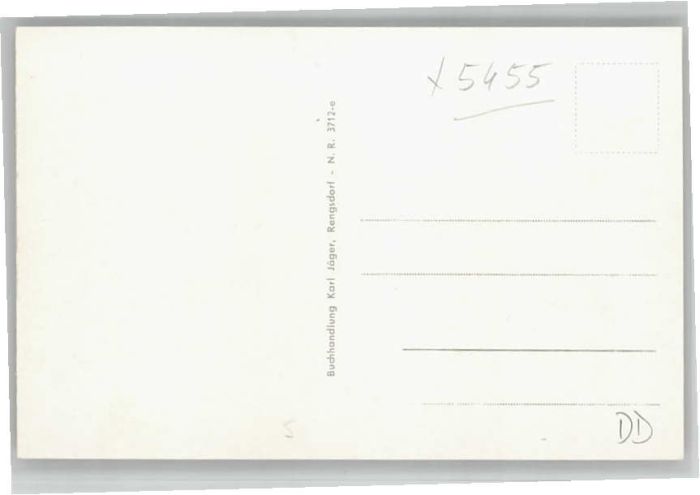 x 5455
Buchhandlung Karl Jäger, Rengsdorf - N. R. 3712-e
DD